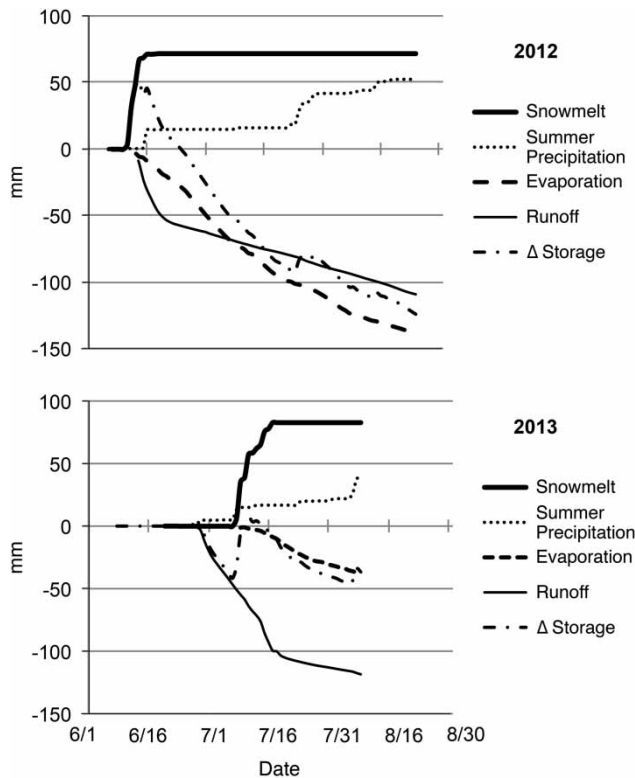 100
50
0
-50
-100
-150
mm
2012
Snowmelt
Summer
Precipitation
Evaporation
Runoff
Δ Storage
100
50
0
-50
-100
-150
mm
2013
Snowmelt
Summer
Precipitation
Evaporation
Runoff
Δ Storage
6/1
6/16
7/1
7/16
7/31
8/16
8/30
Date